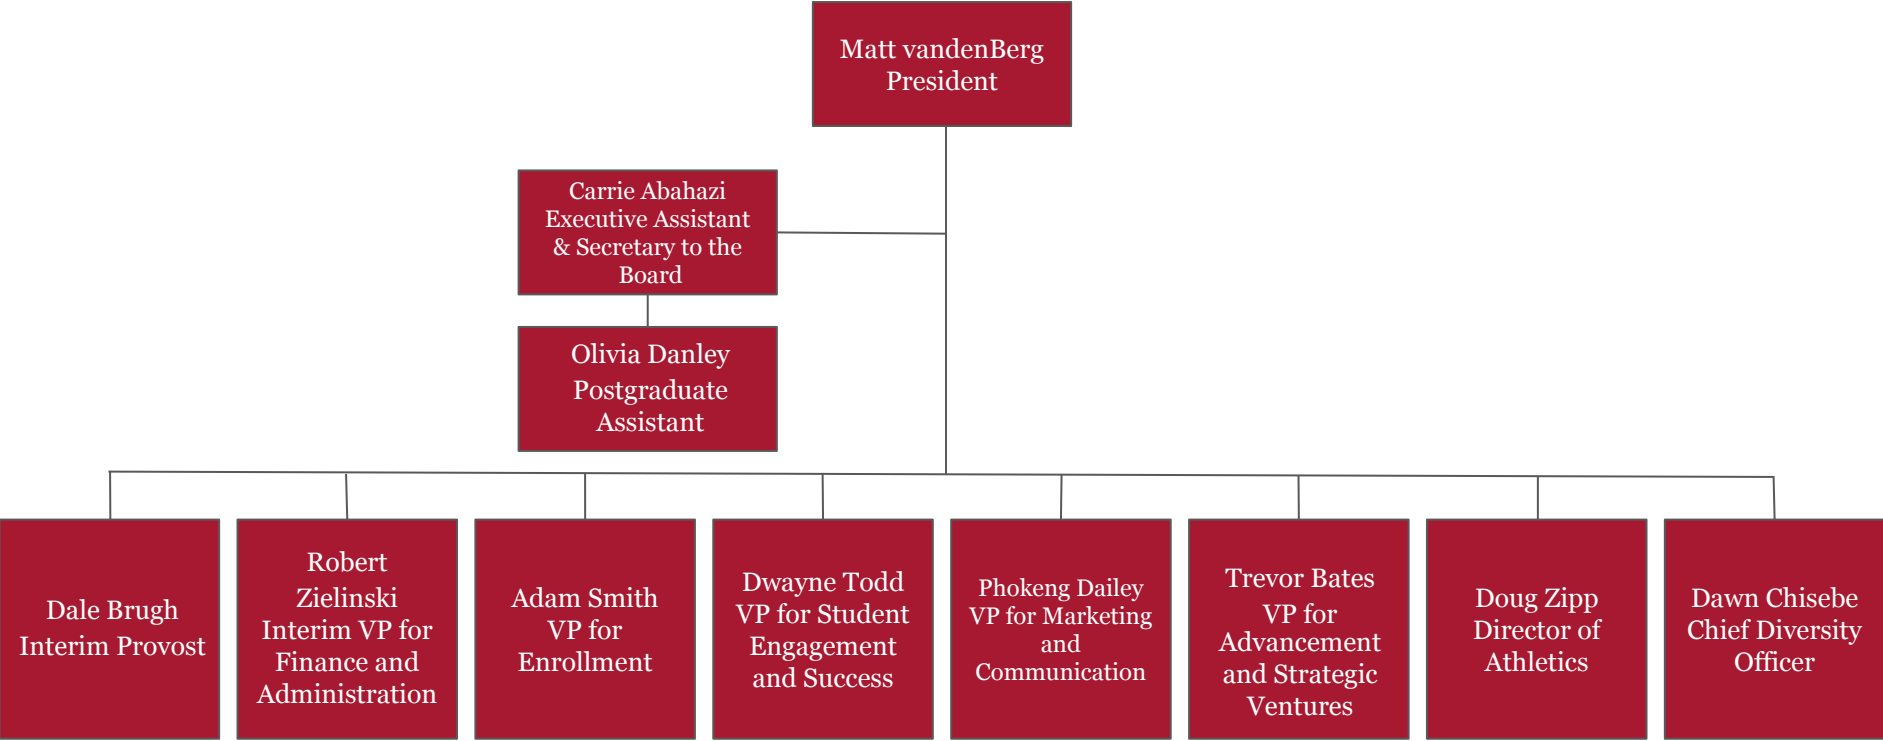 Matt vandenBerg
President
Carrie Abahazi
Executive Assistant
& Secretary to the
Board
Olivia Danley
Postgraduate
Assistant
Dale Brugh
Interim Provost
Robert
Zielinski
Interim VP for
Finance and
Administration
Adam Smith
VP for
Enrollment
Dwayne Todd
VP for Student
Engagement
and Success
Phokeng Dailey
VP for Marketing
and
Communication
Trevor Bates
VP for
Advancement
and Strategic
Ventures
Doug Zipp
Director of
Athletics
Dawn Chisebe
Chief Diversity
Officer